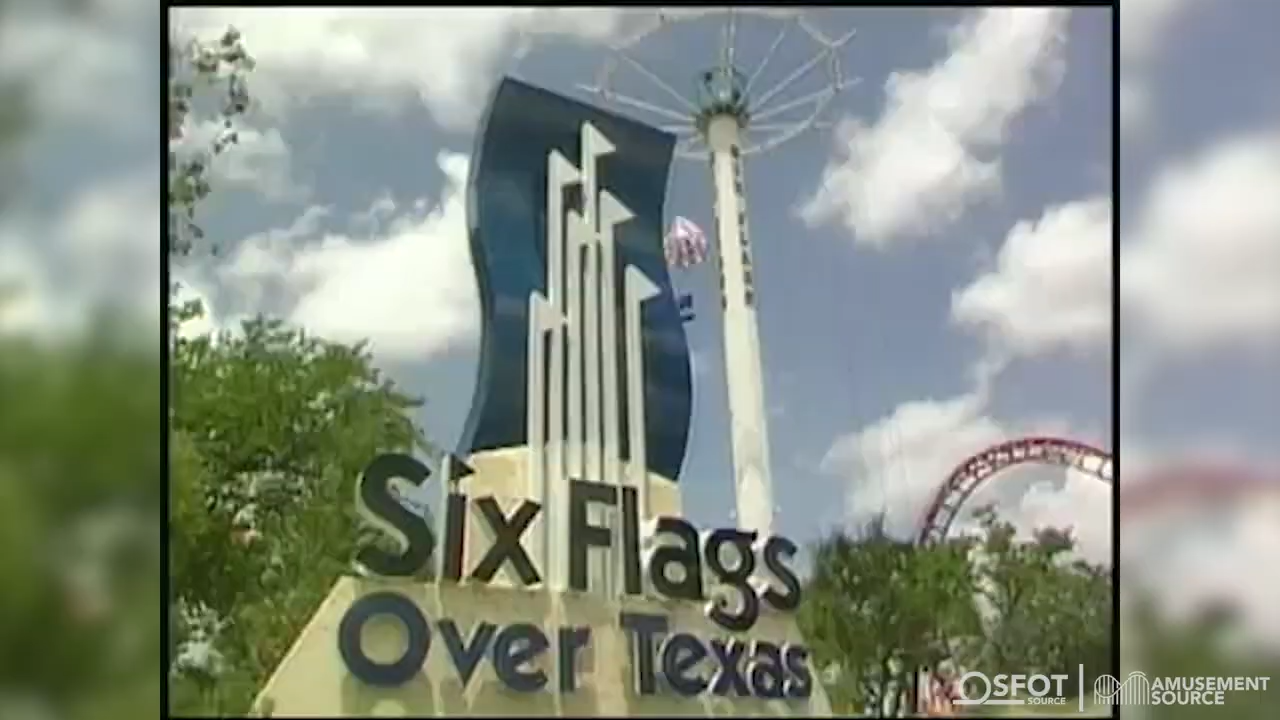 Six Flags
Over Texas
SFOT
SOURCE
AMUSEMENT
SOURCE